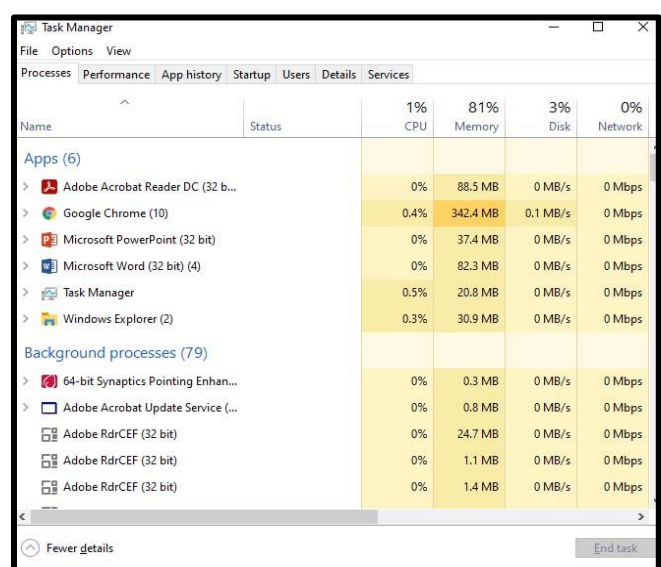 Task Manager
File Options View
Processes Performance App history Startup Users Details Services
1% 81% 3% 0%
Name Status CPU Memory Disk Network
Apps (6)
Adobe Acrobat Reader DC (32 b... 0% 88.5 MB 0 MB/s 0 Mbps
Google Chrome (10) 0.4% 342.4 MB 0.1 MB/s 0 Mbps
Microsoft PowerPoint (32 bit) 0% 37.4 MB 0 MB/s 0 Mbps
Microsoft Word (32 bit) (4) 0% 82.3 MB 0 MB/s 0 Mbps
Task Manager 0.5% 20.8 MB 0 MB/s 0 Mbps
Windows Explorer (2) 0.3% 30.9 MB 0 MB/s 0 Mbps
Background processes (79)
64-bit Synaptics Pointing Enhan... 0% 0.3 MB 0 MB/s 0 Mbps
Adobe Acrobat Update Service (... 0% 0.8 MB 0 MB/s 0 Mbps
Adobe RdrCEF (32 bit) 0% 24.7 MB 0 MB/s 0 Mbps
Adobe RdrCEF (32 bit) 0% 1.1 MB 0 MB/s 0 Mbps
Adobe RdrCEF (32 bit) 0% 1.4 MB 0 MB/s 0 Mbps
Fewer details End task